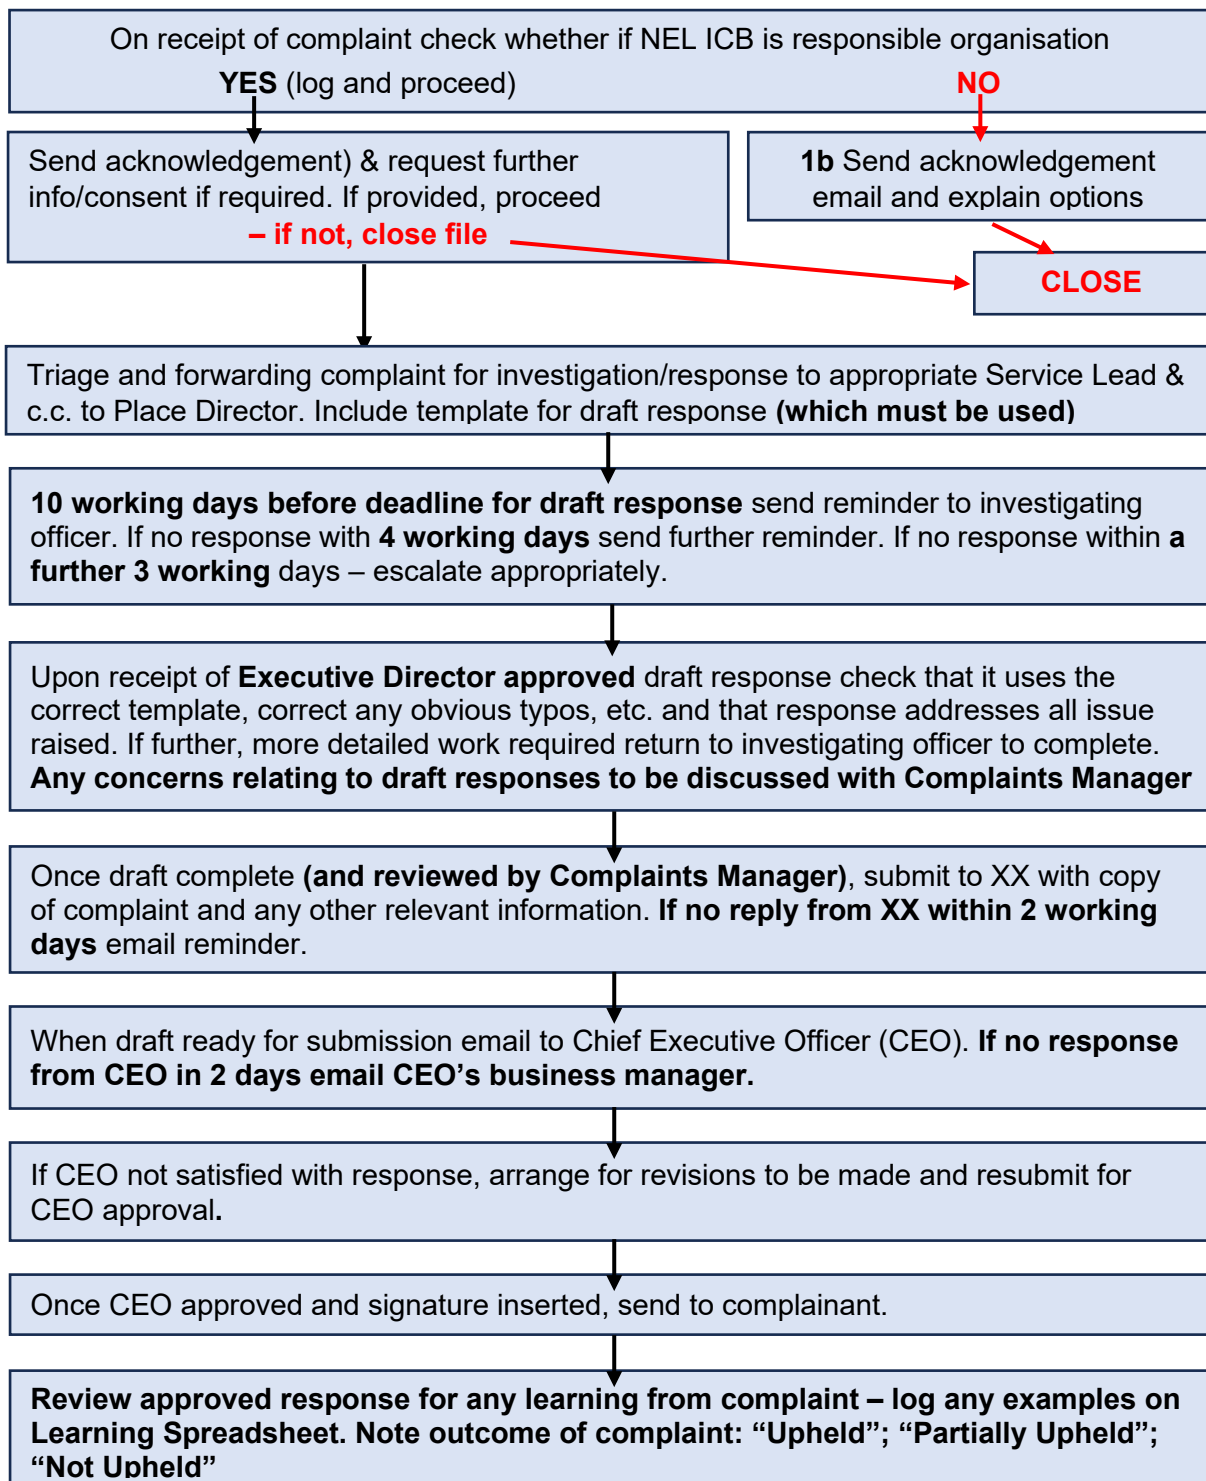 On receipt of complaint check whether if NEL ICB is responsible organisation
YES (log and proceed)
NO
Send acknowledgement) & request further
info/consent if required. If provided, proceed
– if not, close file
1b Send acknowledgement
email and explain options
CLOSE
Triage and forwarding complaint for investigation/response to appropriate Service Lead &
c.c. to Place Director. Include template for draft response (which must be used)
10 working days before deadline for draft response send reminder to investigating
officer. If no response with 4 working days send further reminder. If no response within a
further 3 working days – escalate appropriately.
Upon receipt of Executive Director approved draft response check that it uses the
correct template, correct any obvious typos, etc. and that response addresses all issue
raised. If further, more detailed work required return to investigating officer to complete.
Any concerns relating to draft responses to be discussed with Complaints Manager
Once draft complete (and reviewed by Complaints Manager), submit to XX with copy
of complaint and any other relevant information. If no reply from XX within 2 working
days email reminder.
When draft ready for submission email to Chief Executive Officer (CEO). If no response
from CEO in 2 days email CEO’s business manager.
If CEO not satisfied with response, arrange for revisions to be made and resubmit for
CEO approval.
Once CEO approved and signature inserted, send to complainant.
Review approved response for any learning from complaint – log any examples on
Learning Spreadsheet. Note outcome of complaint: “Upheld”; “Partially Upheld”;
“Not Upheld”